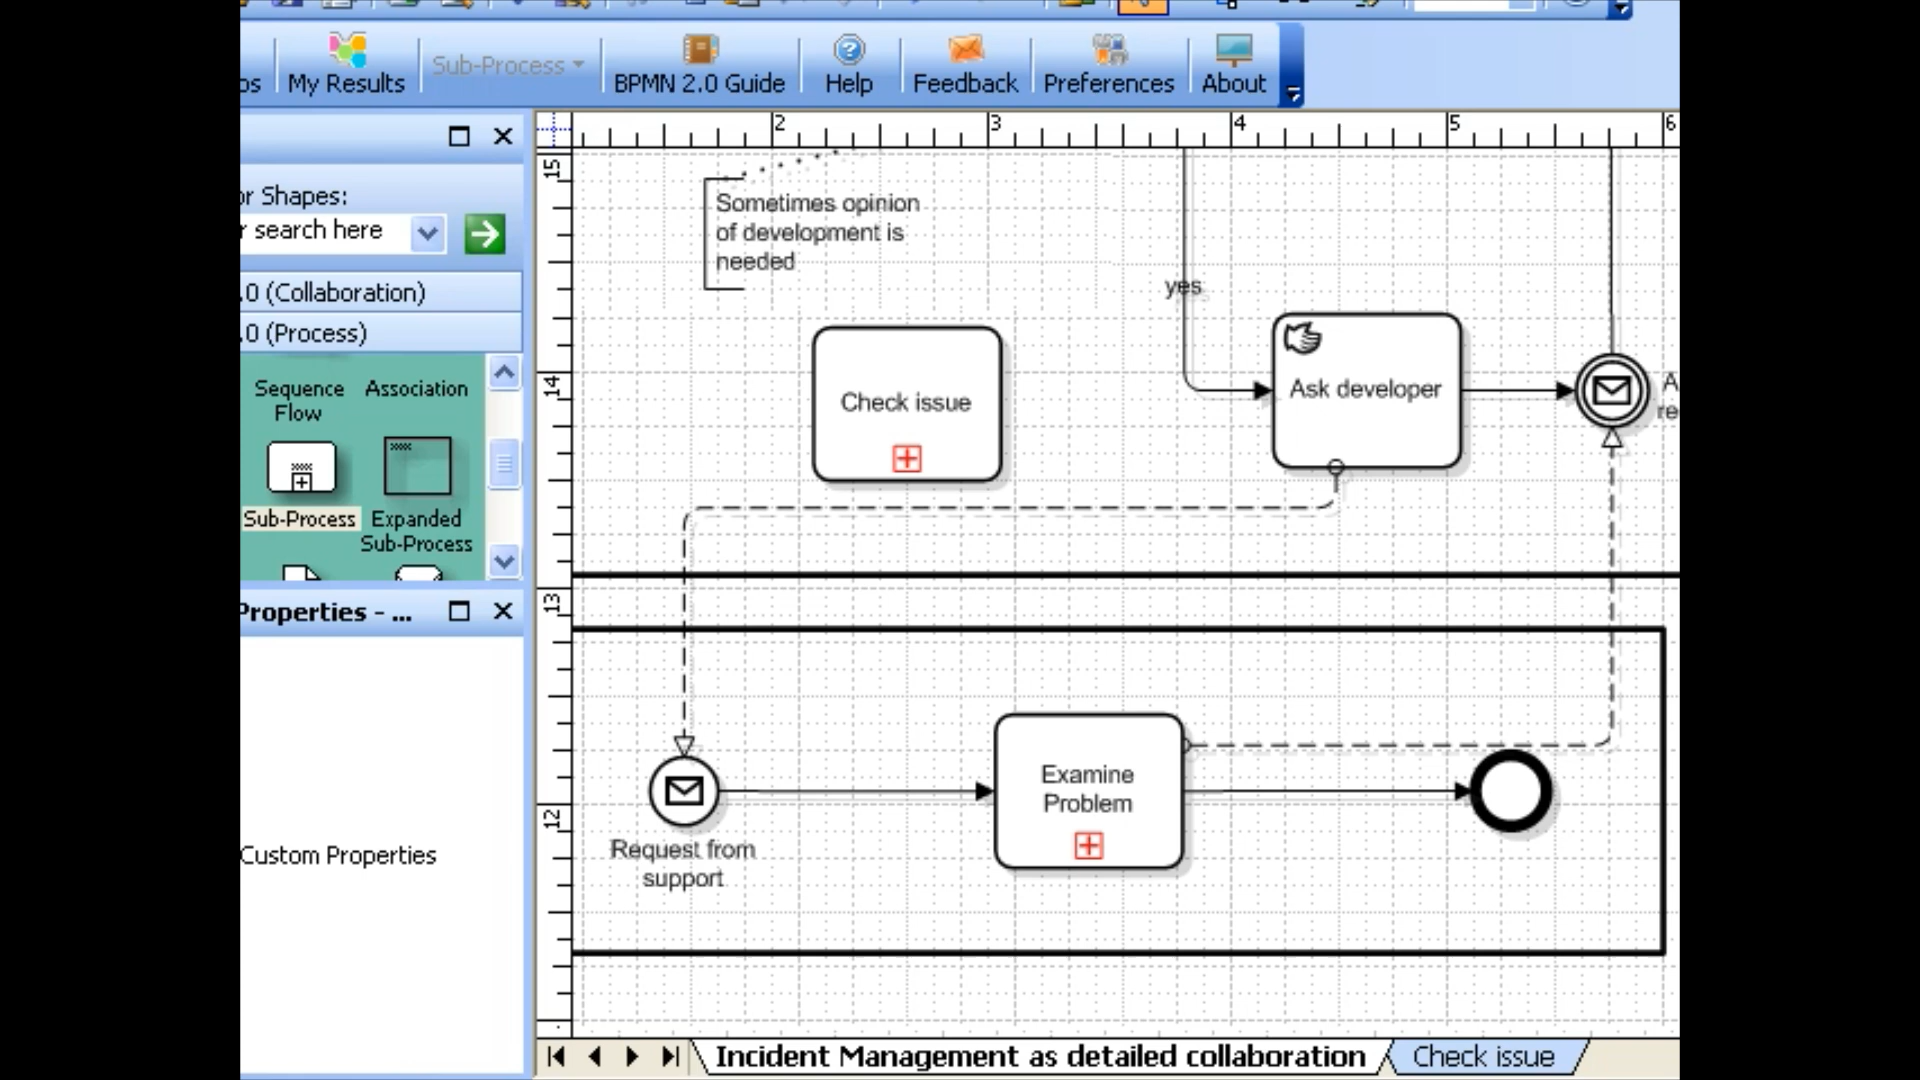 os
My Results
Sub-Process
BPMN 2.0 Guide
Help
Feedback
Preferences
About
2
3
4
5
6
or Shapes:
r search here
.0 (Collaboration)
.0 (Process)
Sequence
Flow
Association
Sub-Process
Expanded
Sub-Process
Properties - ...
Custom Properties
15
14
13
12
Sometimes opinion
of development is
needed
yes
Check issue
Ask developer
A
re
Examine
Problem
Request from
support
Incident Management as detailed collaboration
Check issue